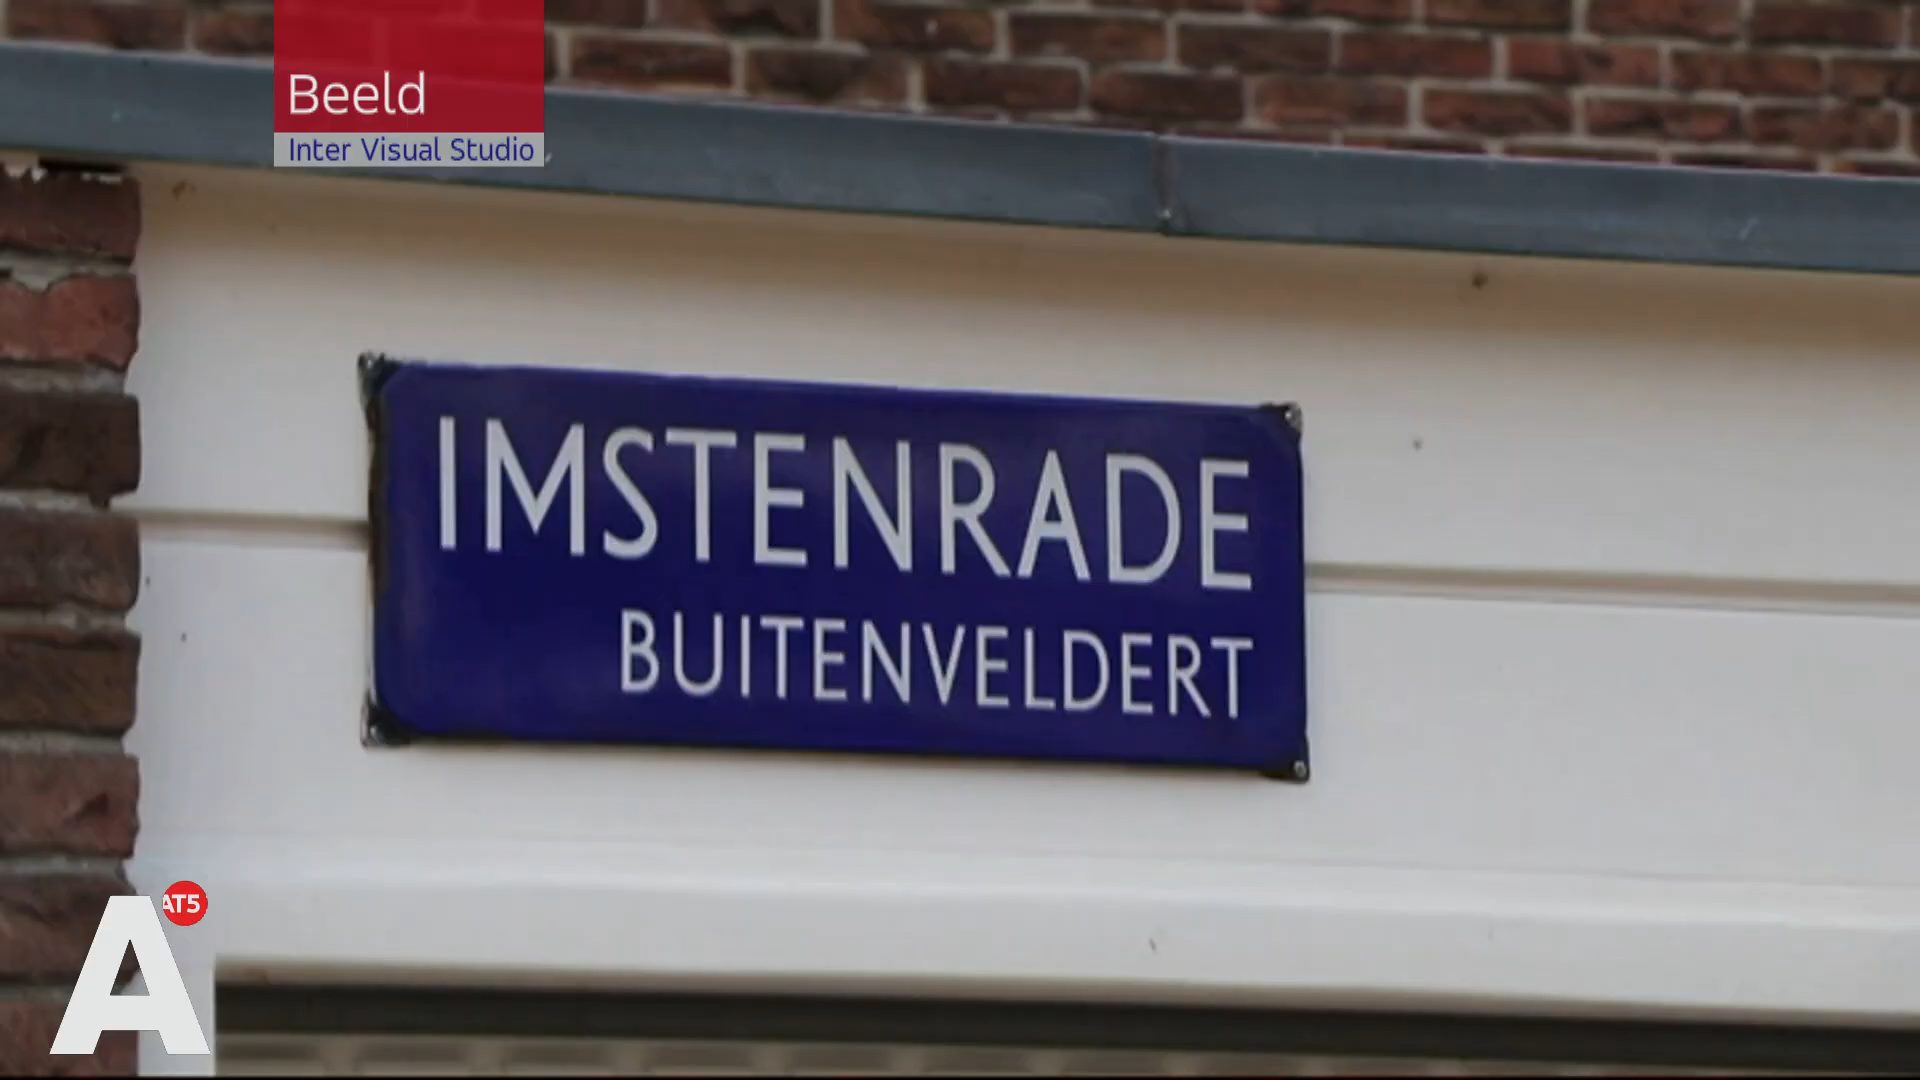 Beeld
Inter Visual Studio
IMSTENRADE
BUITENVELDERT
AT5
A